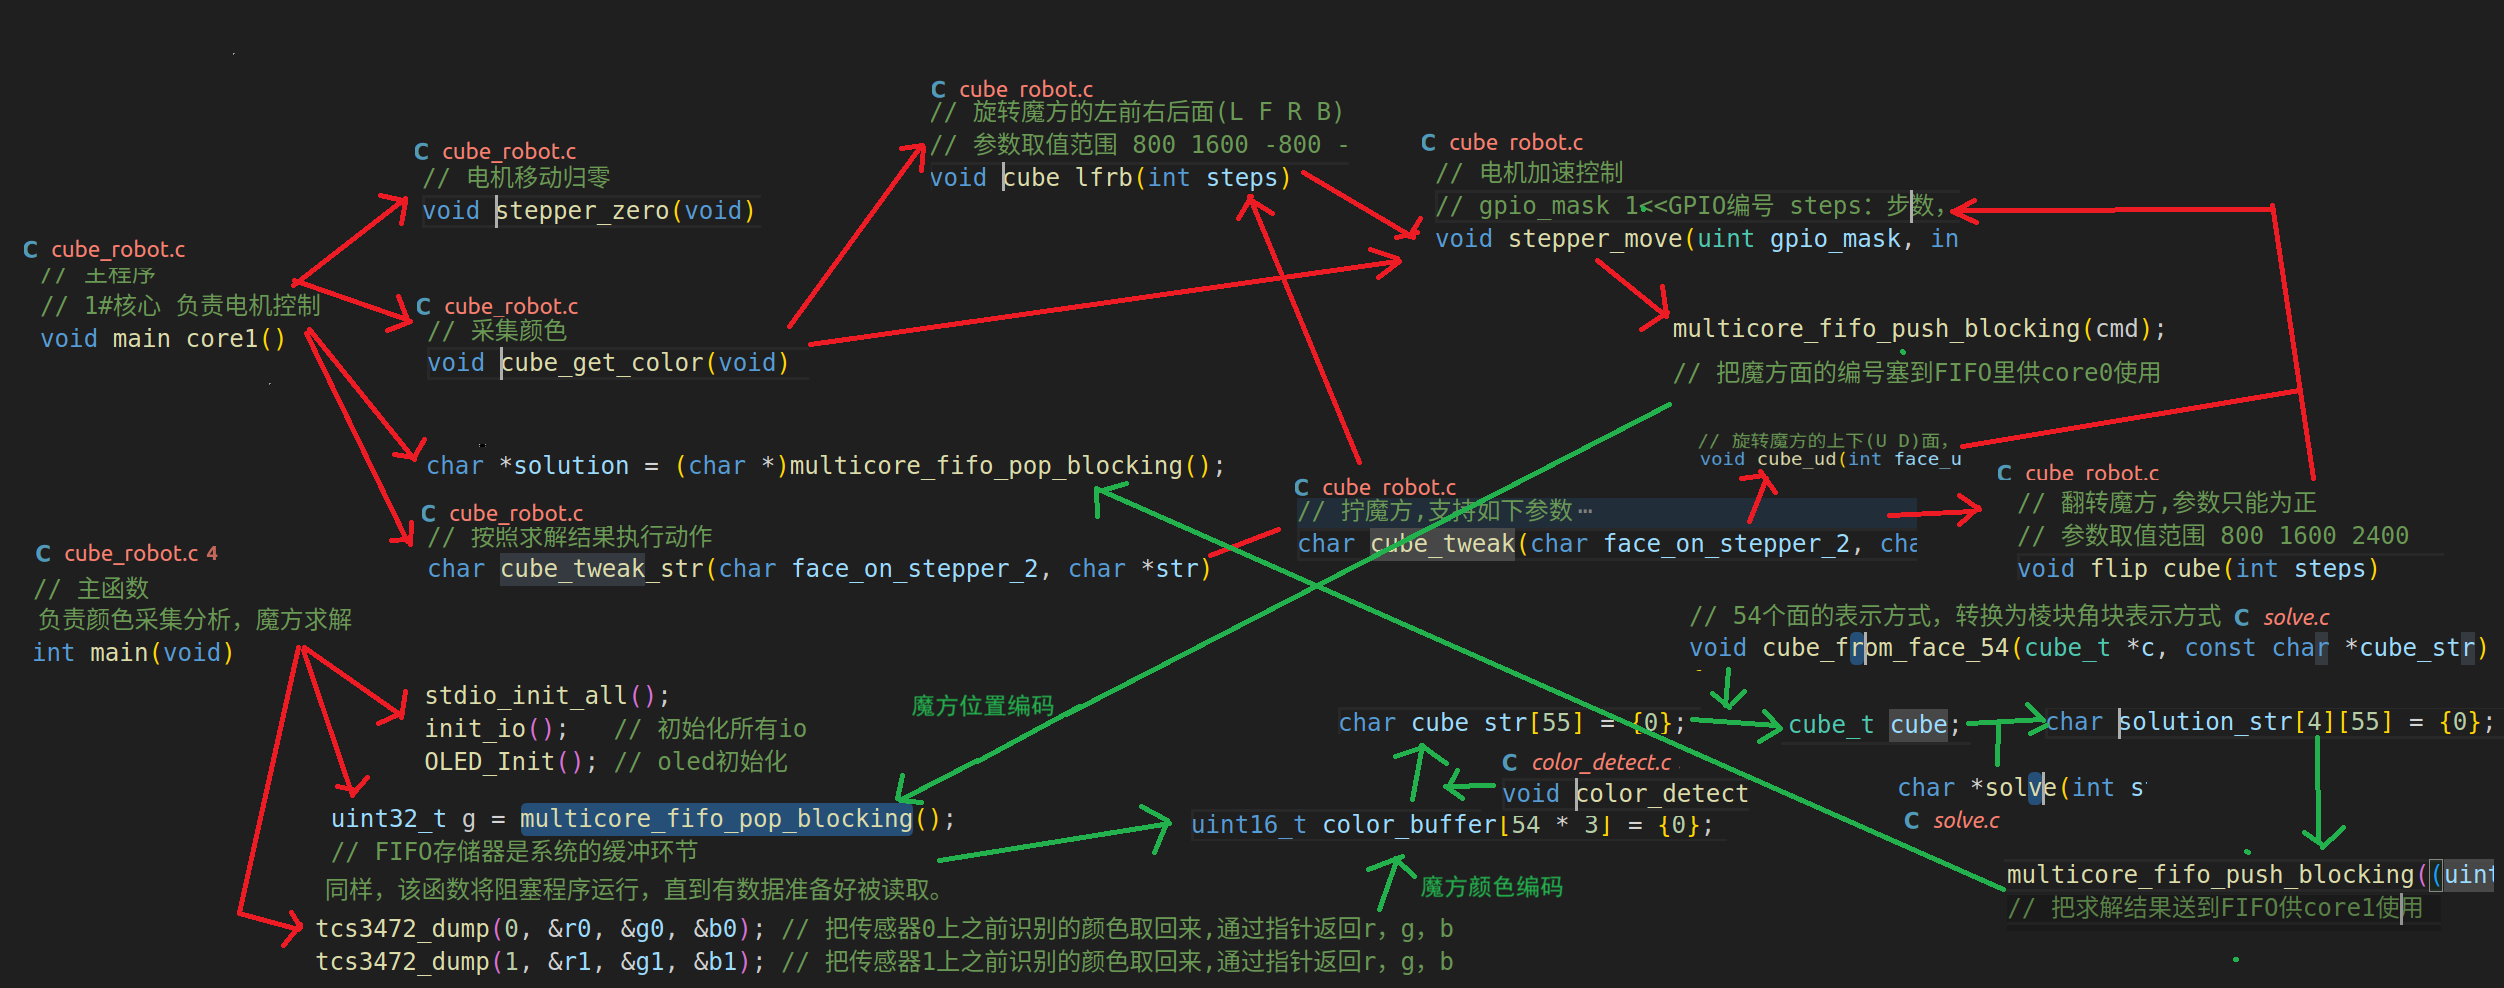 C cube_robot.c
// 主程序
// 1#核心 负责电机控制
void main core1()
C cube_robot.c
// 电机移动归零
void stepper_zero(void)
C cube_robot.c
// 采集颜色
void cube_get_color(void)
char *solution = (char *)multicore_fifo_pop_blocking();
C cube_robot.c
// 按照求解结果执行动作
char cube_tweak_str(char face_on_stepper_2, char *str)
C cube robot.c
// 旋转魔方的左前右后面(L F R B)
// 参数取值范围 800 1600 -800 -
void cube lfrb(int steps)
C cube robot.c
// 电机加速控制
// gpio_mask 1<<GPIO编号 steps: 步数,
void stepper_move(uint gpio_mask, in
multicore_fifo_push_blocking(cmd);
// 把魔方面的编号塞到FIFO里供core0使用
// 旋转魔方的上下(U D)面,
void cube_ud(int face_u
C cube robot.c
// 拧魔方,支持如下参数…
char cube_tweak(char face_on_stepper_2, cha
C cube robot.c
// 翻转魔方,参数只能为正
// 参数取值范围 800 1600 2400
void flip cube(int steps)
C cube_robot.c 4
// 主函数
负责颜色采集分析，魔方求解
int main(void)
stdio_init_all();
init_io(); // 初始化所有io
OLED_Init(); // oled初始化
uint32_t g = multicore_fifo_pop_blocking();
// FIFO存储器是系统的缓冲环节
同样，该函数将阻塞程序运行，直到有数据准备好被读取。
tcs3472_dump(0, &r0, &g0, &b0); // 把传感器0上之前识别的颜色取回来,通过指针返回r，g，b
tcs3472_dump(1, &r1, &g1, &b1); // 把传感器1上之前识别的颜色取回来,通过指针返回r，g，b
魔方位置编码
// 54个面的表示方式，转换为棱块角块表示方式 C solve.c
void cube_from_face_54(cube_t *c, const char *cube_str)
char cube str[55] = {0};
cube_t cube;
char solution_str[4][55] = {0};
C color_detect.c
void color_detect
uint16_t color_buffer[54 * 3] = {0};
魔方颜色编码
char *solve(int s
C solve.c
multicore_fifo_push_blocking((uint
// 把求解结果送到FIFO供core1使用